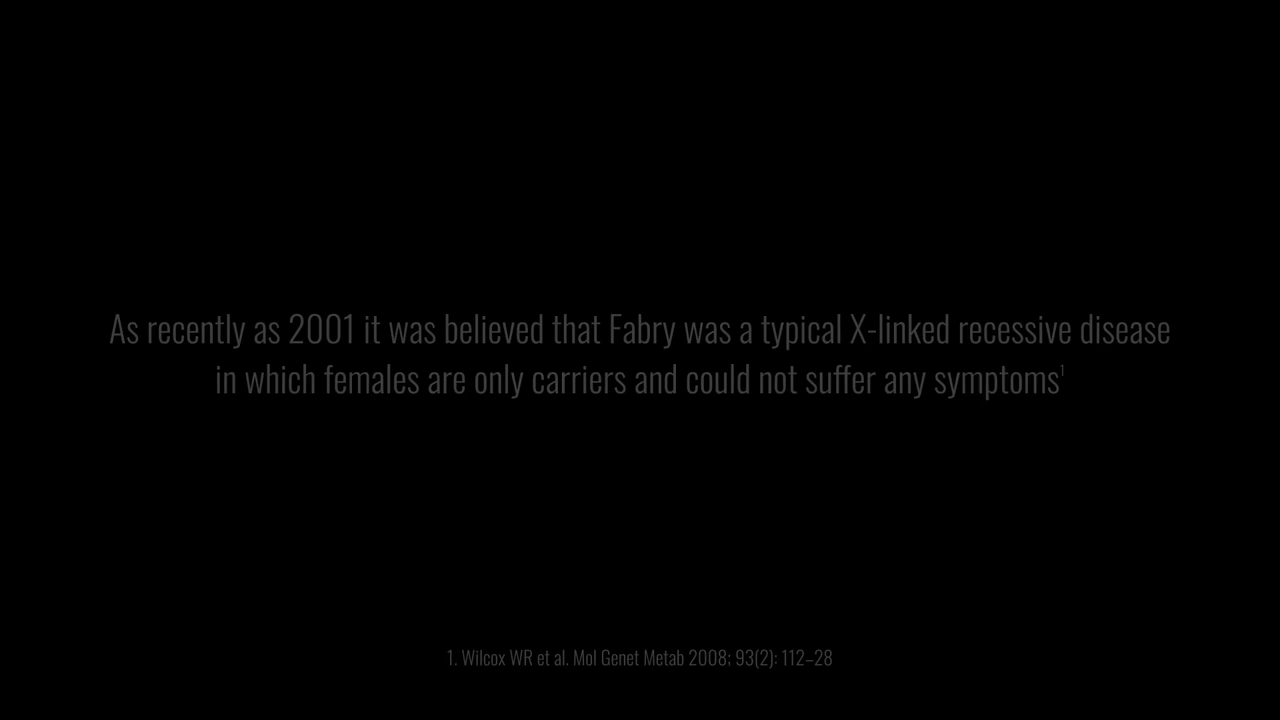 As recently as 2001 it was believed that Fabry was a typical X-linked recessive disease
in which females are only carriers and could not suffer any symptoms¹
1. Wilcox WR et al. Mol Genet Metab 2008; 93(2): 112–28